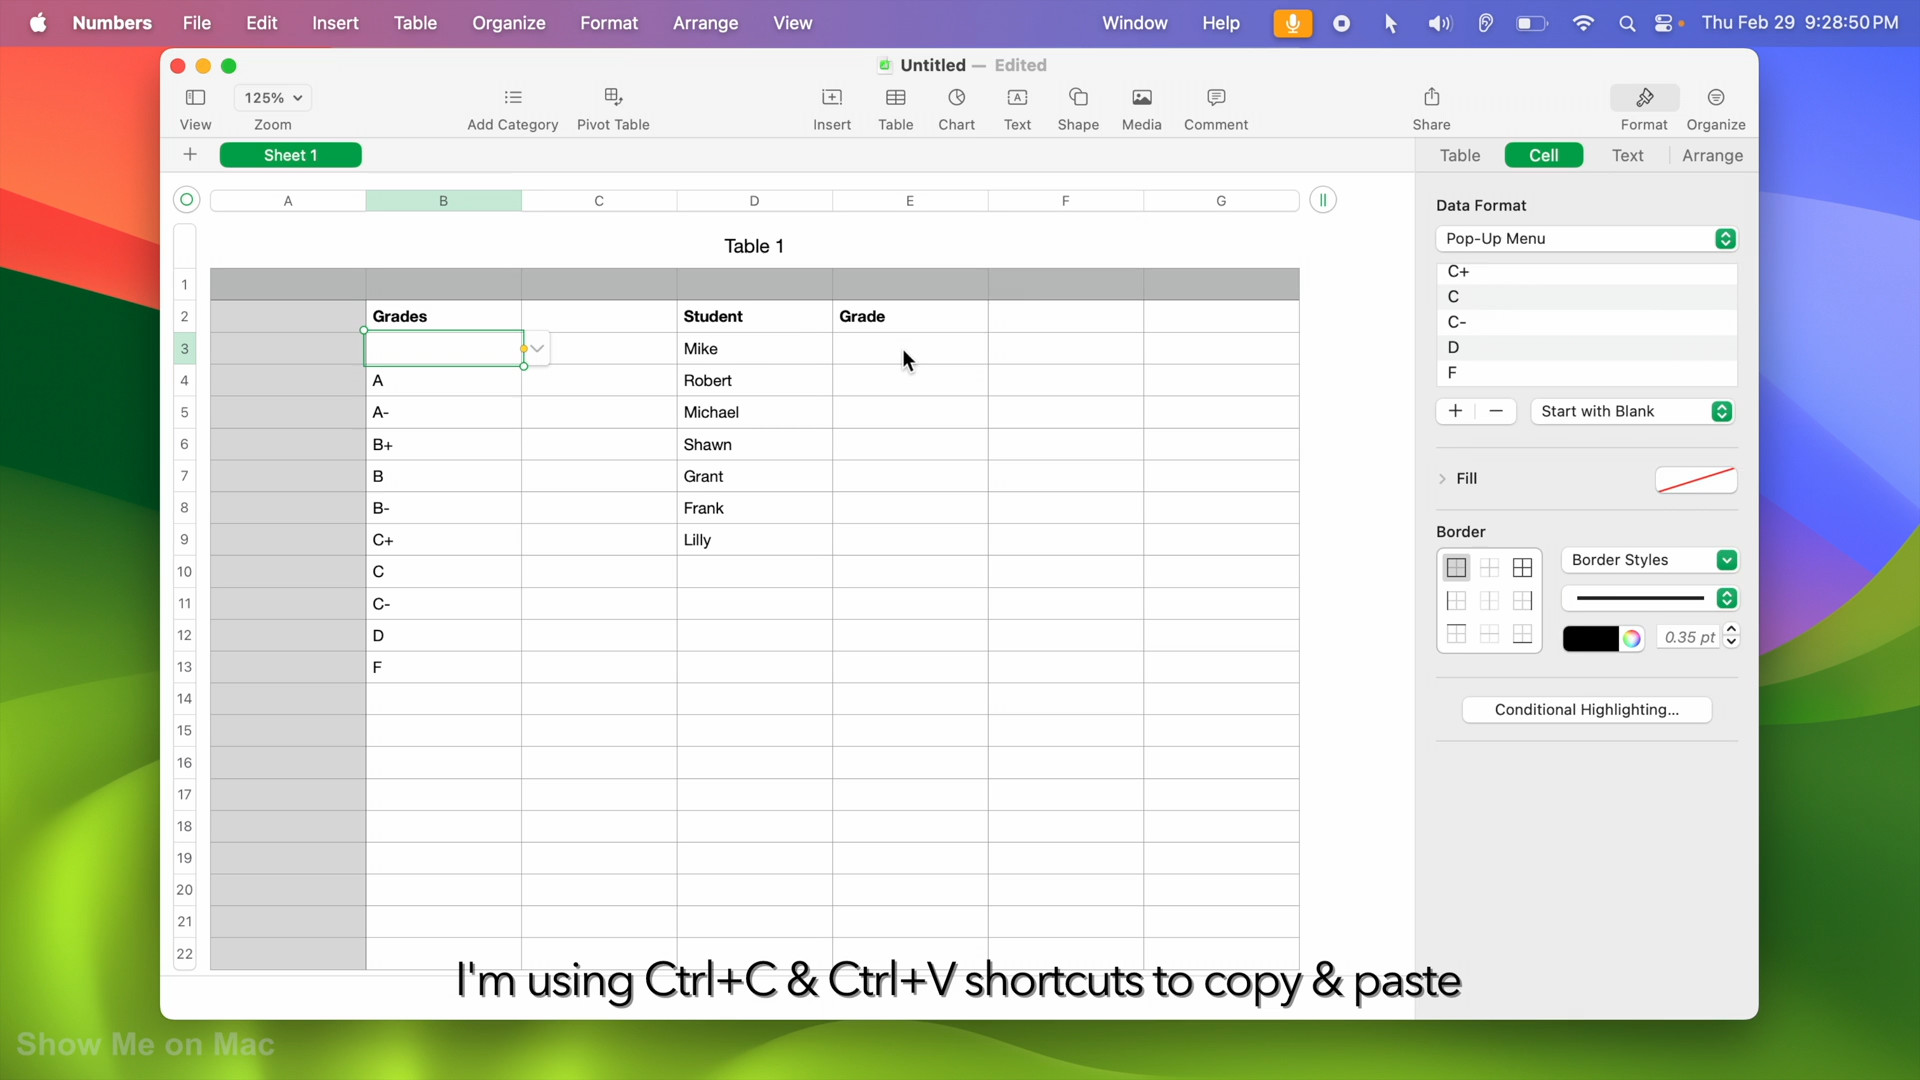 Numbers File Edit Insert Table Organize Format Arrange View Window Help Thu Feb 29 9:28:50 PM
Untitled — Edited
125%
View Zoom Add Category Pivot Table Insert Table Chart Text Shape Media Comment Share Format Organize
Sheet 1 Table Cell Text Arrange
A B C D E F G
Table 1
1
2 Grades Student Grade
3 Mike
4 A Robert
5 A- Michael
6 B+ Shawn
7 B Grant
8 B- Frank
9 C+ Lilly
10 C
11 C-
12 D
13 F
14
15
16
17
18
19
20
21
22
Data Format
Pop-Up Menu
C+
C
C-
D
F
+ − Start with Blank
Fill
Border
Border Styles
0.35 pt
Conditional Highlighting...
I'm using Ctrl+C & Ctrl+V shortcuts to copy & paste
Show Me on Mac